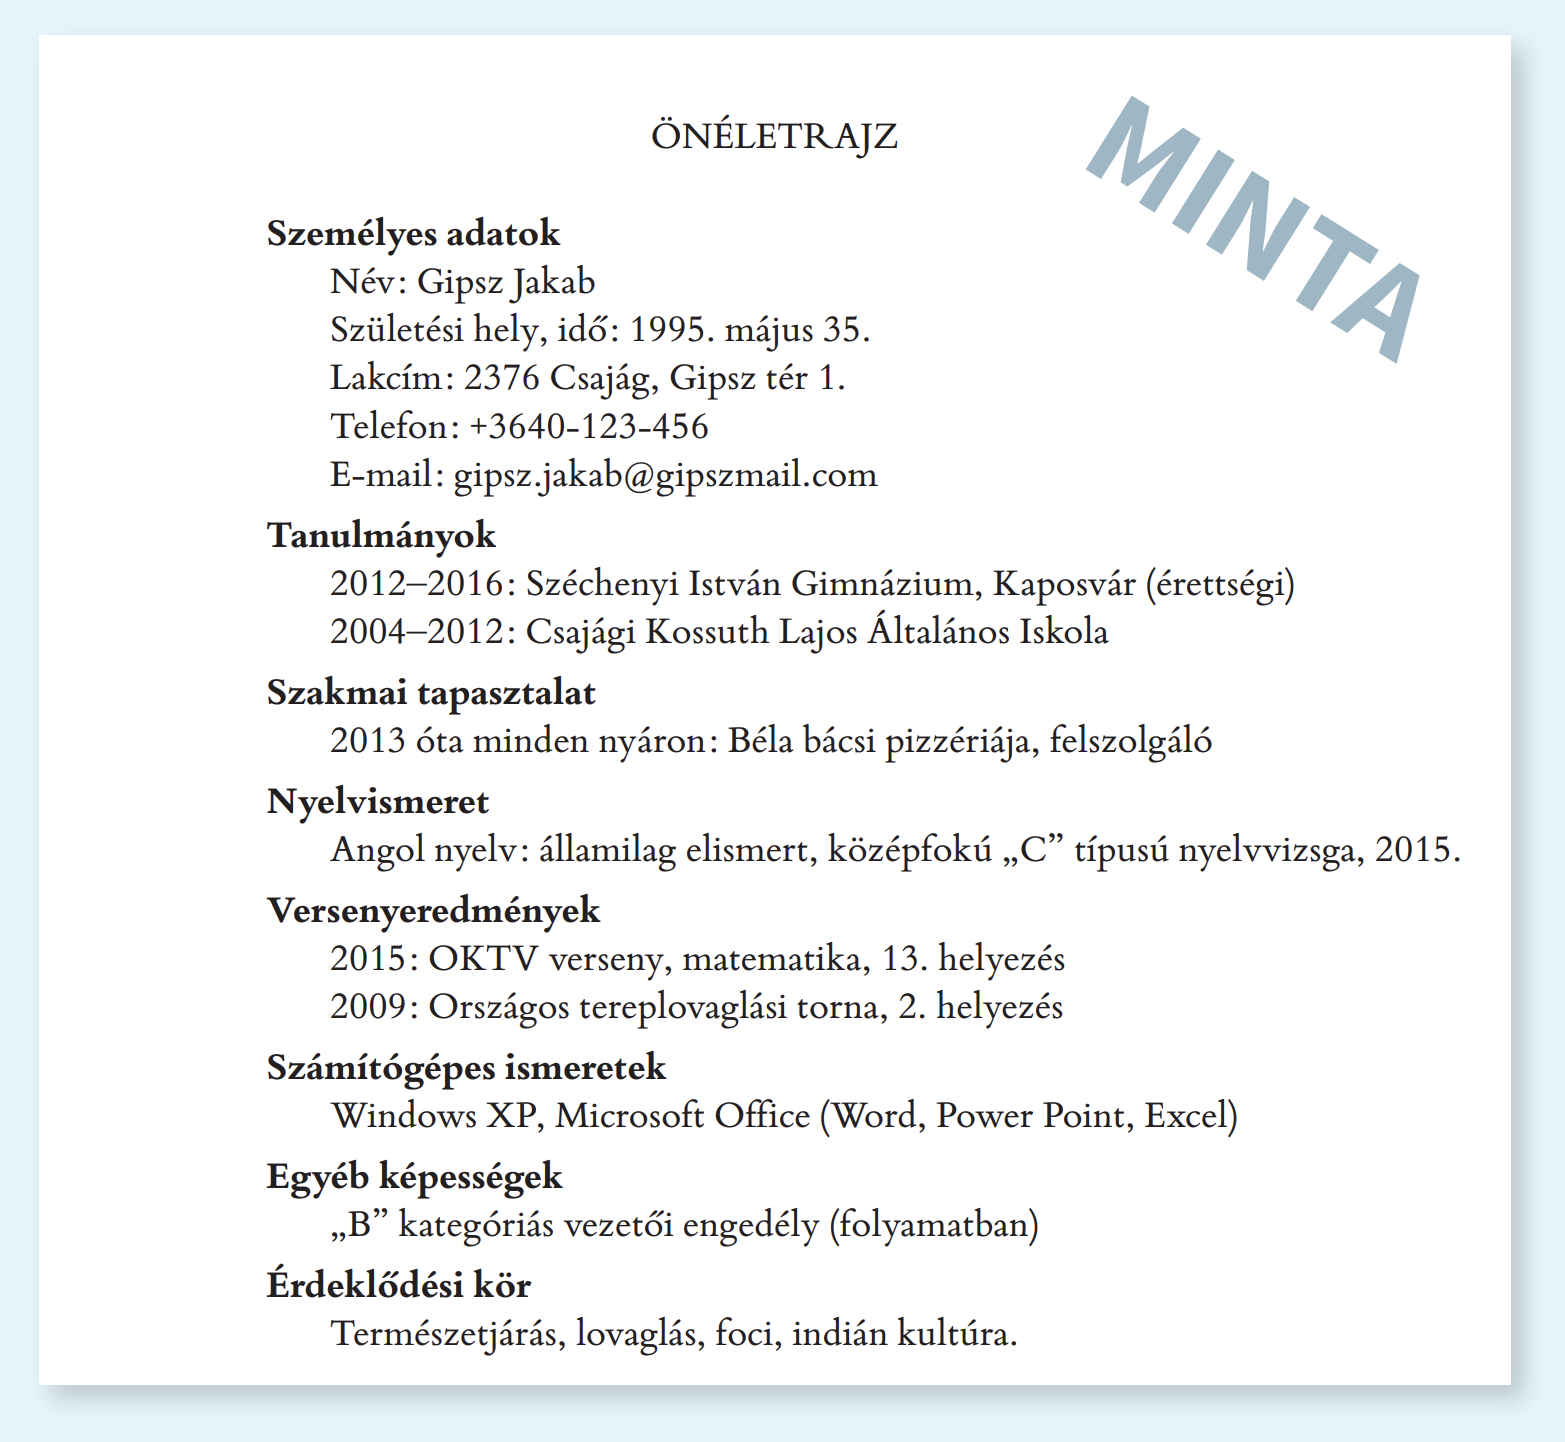 ÖNÉLETRAJZ
MINTA
Személyes adatok
Név: Gipsz Jakab
Születési hely, idő: 1995. május 35.
Lakcím: 2376 Csajág, Gipsz tér 1.
Telefon: +3640-123-456
E-mail: gipsz.jakab@gipszmail.com
Tanulmányok
2012–2016: Széchenyi István Gimnázium, Kaposvár (érettségi)
2004–2012: Csajági Kossuth Lajos Általános Iskola
Szakmai tapasztalat
2013 óta minden nyáron: Béla bácsi pizzériája, felszolgáló
Nyelvismeret
Angol nyelv: államilag elismert, középfokú „C” típusú nyelvvizsga, 2015.
Versenyeredmények
2015: OKTV verseny, matematika, 13. helyezés
2009: Országos tereplovaglási torna, 2. helyezés
Számítógépes ismeretek
Windows XP, Microsoft Office (Word, Power Point, Excel)
Egyéb képességek
„B” kategóriás vezetői engedély (folyamatban)
Érdeklődési kör
Természetjárás, lovaglás, foci, indián kultúra.